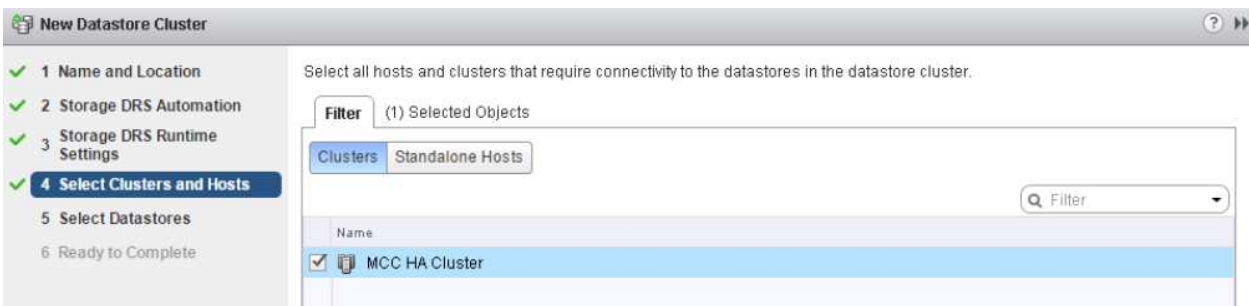 New Datastore Cluster
?
1 Name and Location
2 Storage DRS Automation
3 Storage DRS Runtime
Settings
4 Select Clusters and Hosts
5 Select Datastores
6 Ready to Complete
Select all hosts and clusters that require connectivity to the datastores in the datastore cluster.
Filter (1) Selected Objects
Clusters Standalone Hosts
Filter
Name
MCC HA Cluster